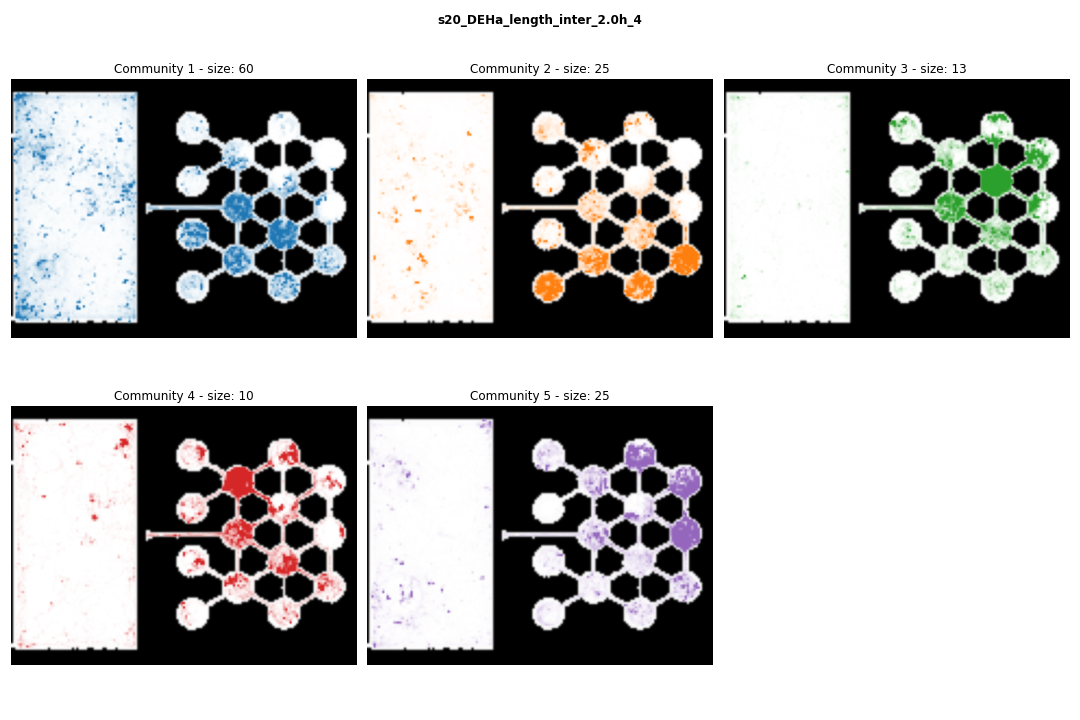 s20_DEHa_length_inter_2.0h_4
Community 1 - size: 60
Community 2 - size: 25
Community 3 - size: 13
Community 4 - size: 10
Community 5 - size: 25